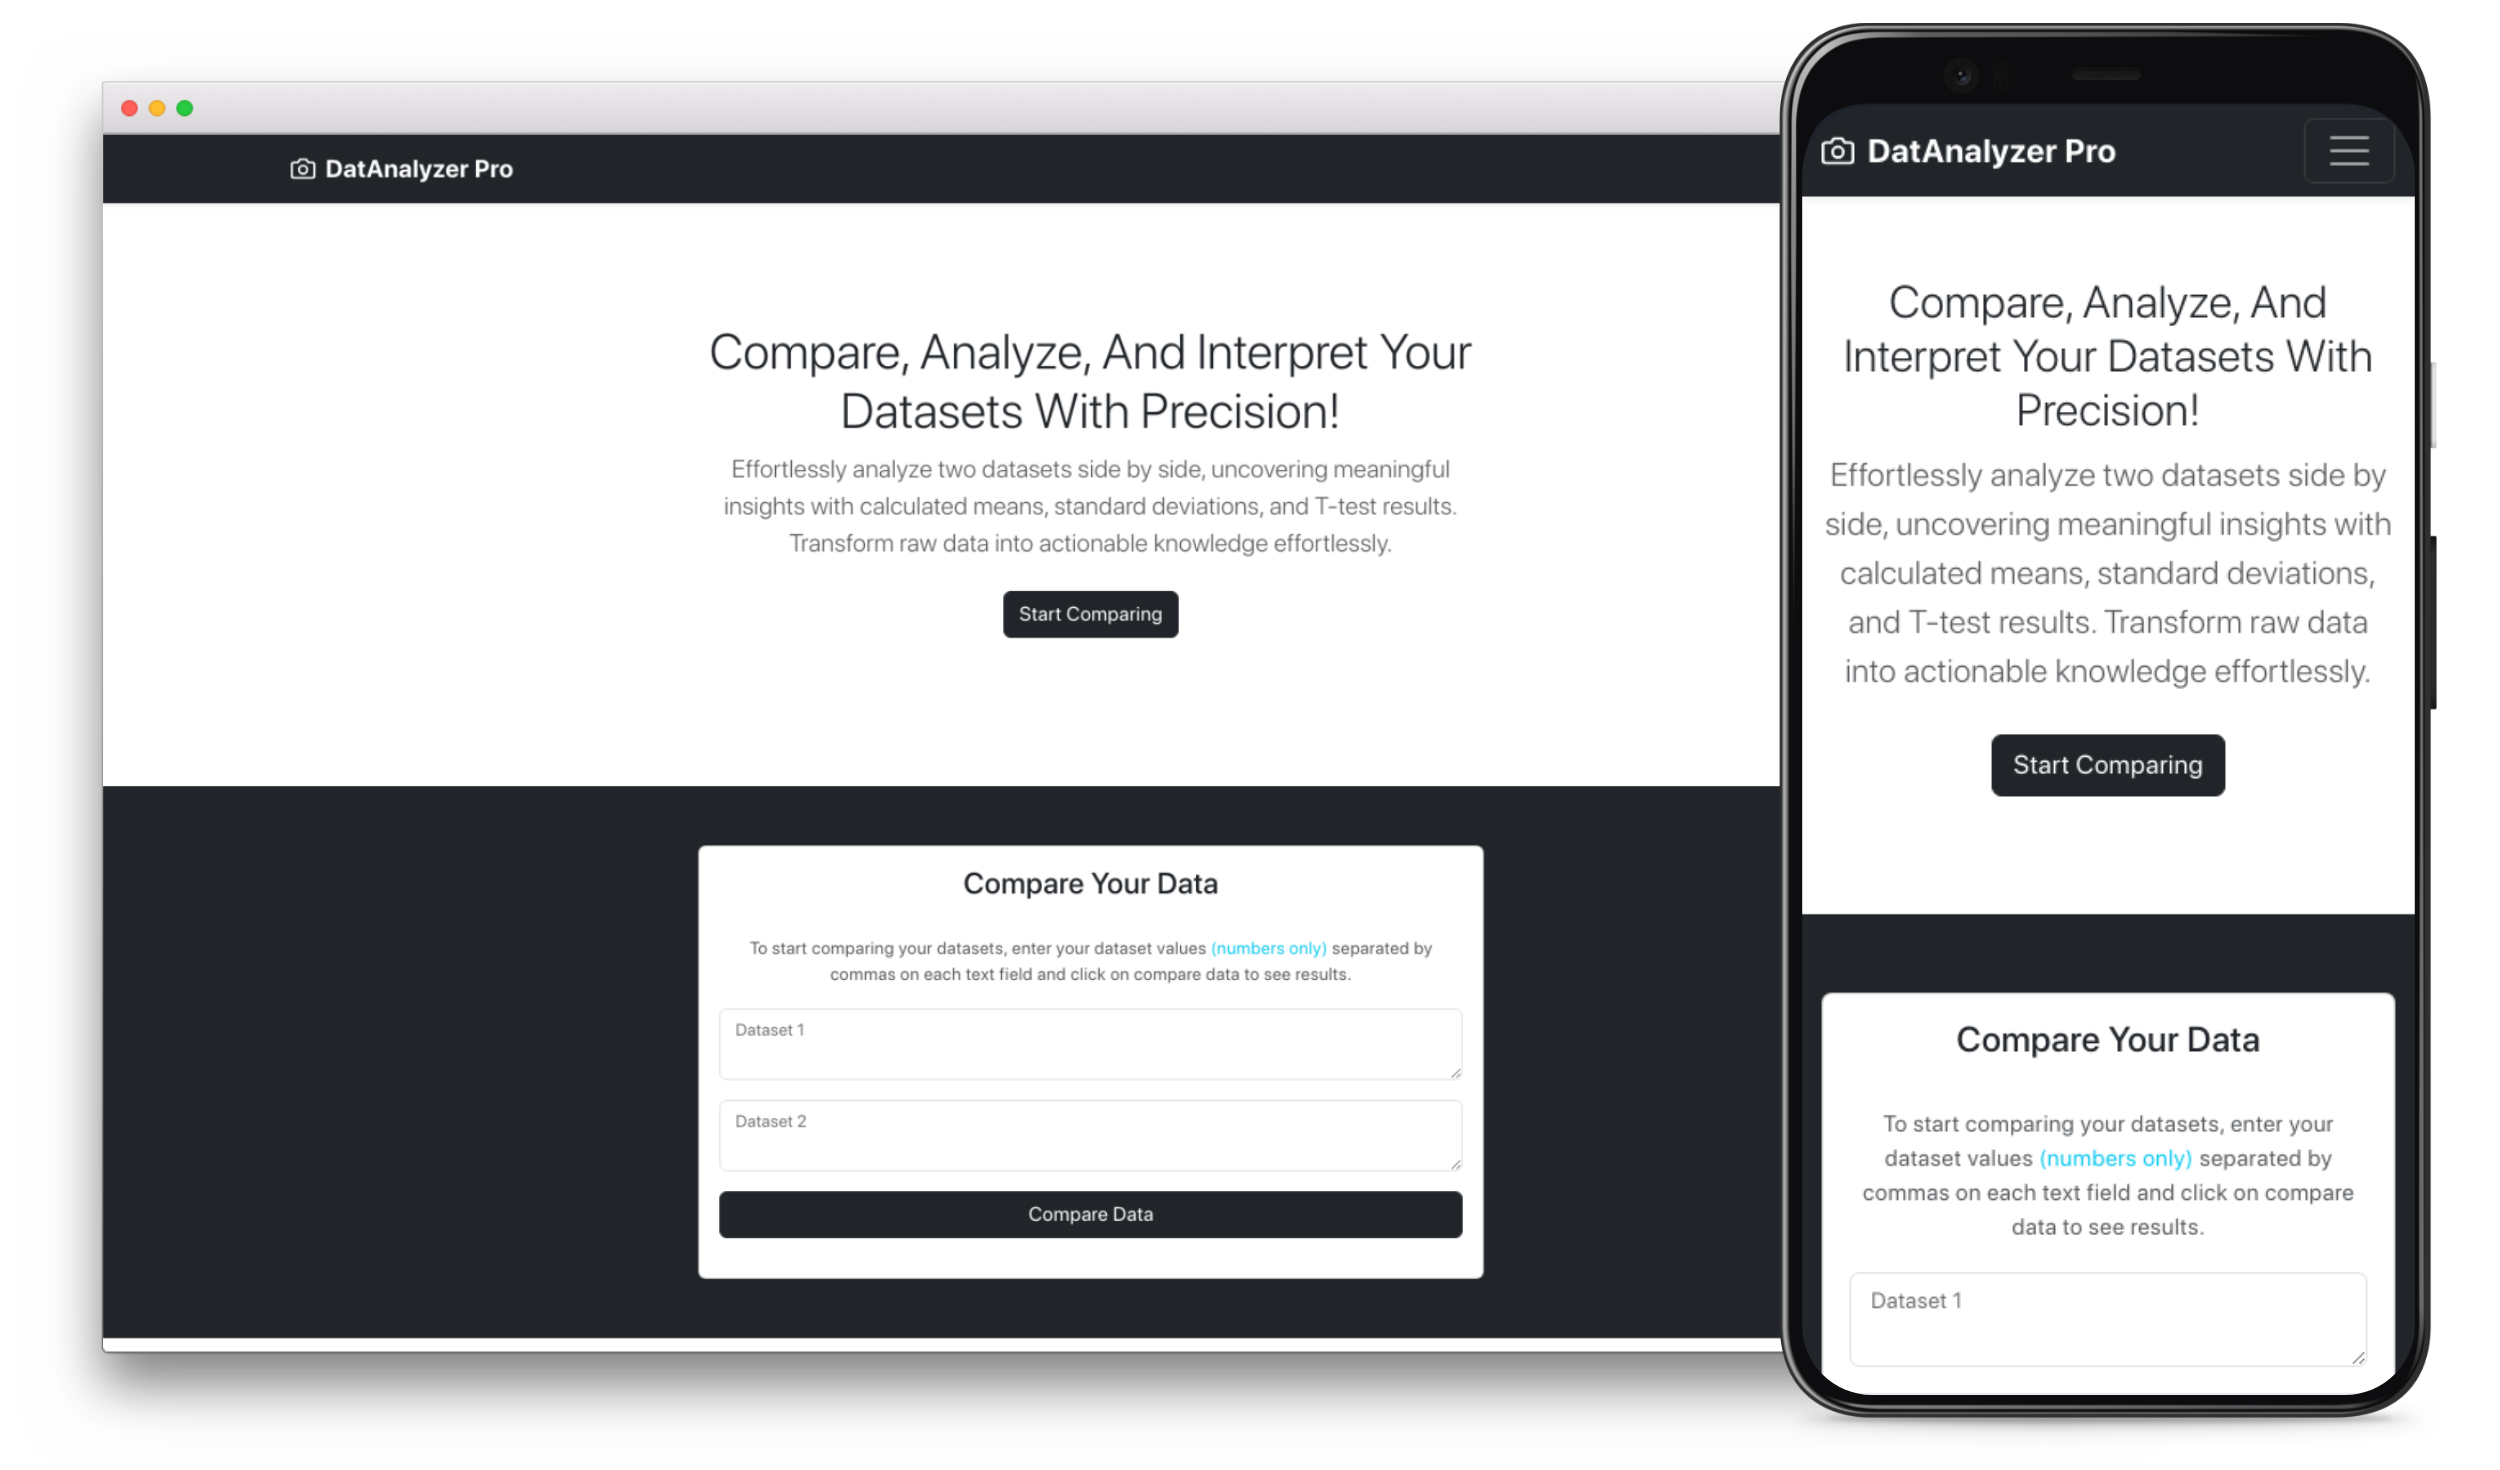 DatAnalyzer Pro
Compare, Analyze, And Interpret Your
Datasets With Precision!
Effortlessly analyze two datasets side by side, uncovering meaningful
insights with calculated means, standard deviations, and T-test results.
Transform raw data into actionable knowledge effortlessly.
Start Comparing
Compare Your Data
To start comparing your datasets, enter your dataset values (numbers only) separated by
commas on each text field and click on compare data to see results.
Dataset 1
Dataset 2
Compare Data
DatAnalyzer Pro
Compare, Analyze, And
Interpret Your Datasets With
Precision!
Effortlessly analyze two datasets side by
side, uncovering meaningful insights with
calculated means, standard deviations,
and T-test results. Transform raw data
into actionable knowledge effortlessly.
Start Comparing
Compare Your Data
To start comparing your datasets, enter your
dataset values (numbers only) separated by
commas on each text field and click on compare
data to see results.
Dataset 1